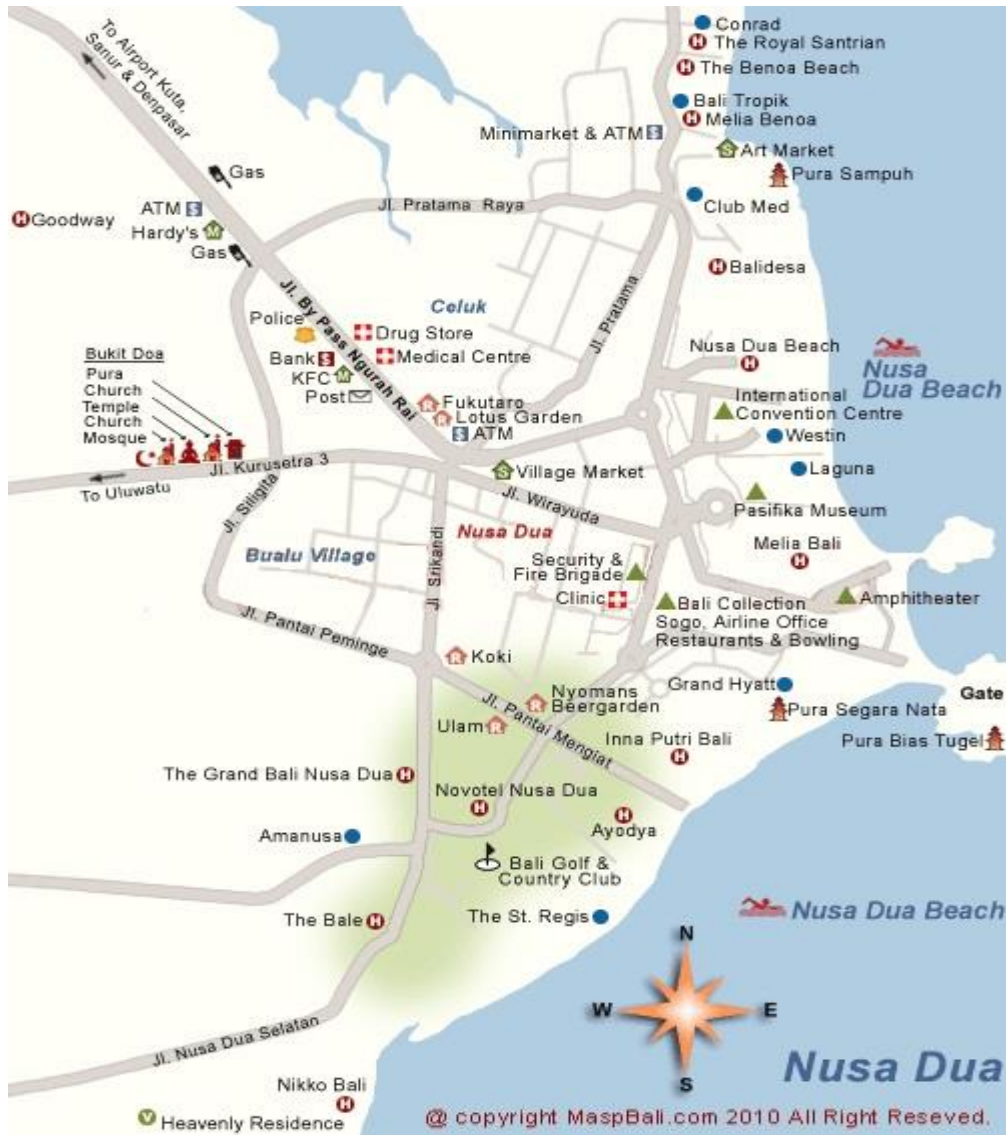 To Airport Kuta,
Sanur & Denpasar
Conrad
The Royal Santrian
The Benoa Beach
Bali Tropik
Melia Benoa
Minimarket & ATM
Art Market
Pura Sampuh
Gas
Jl. Pratama Raya
Club Med
ATM
Goodway
Hardy's
Gas
Balidesa
Jl. By Pass Ngurah Rai
Celuk
Jl. Pratama
Police
Drug Store
Bank
Medical Centre
KFC
Post
Nusa Dua Beach
Nusa
Dua Beach
Bukit Doa
Pura
Church
Temple
Church
Mosque
Fukutaro
Lotus Garden
ATM
International
Convention Centre
Westin
Jl. Kurusetra 3
To Uluwatu
Village Market
Laguna
Jl. Siligita
Jl. Wirayuda
Pasifika Museum
Nusa Dua
Bualu Village
Jl. Srikandi
Melia Bali
Security &
Fire Brigade
Clinic
Bali Collection
Sogo, Airline Office
Restaurants & Bowling
Amphitheater
Jl. Pantai Peminge
Koki
Grand Hyatt
Gate
Nyomans
Beergarden
Pura Segara Nata
Ulam
Jl. Pantai Mengiat
Inna Putri Bali
Pura Bias Tugel
The Grand Bali Nusa Dua
Novotel Nusa Dua
Amanusa
Ayodya
Bali Golf &
Country Club
The Bale
The St. Regis
Nusa Dua Beach
N
W
E
S
Jl. Nusa Dua Selatan
Nusa Dua
Nikko Bali
Heavenly Residence
@ copyright MaspBali.com 2010 All Right Reseved.